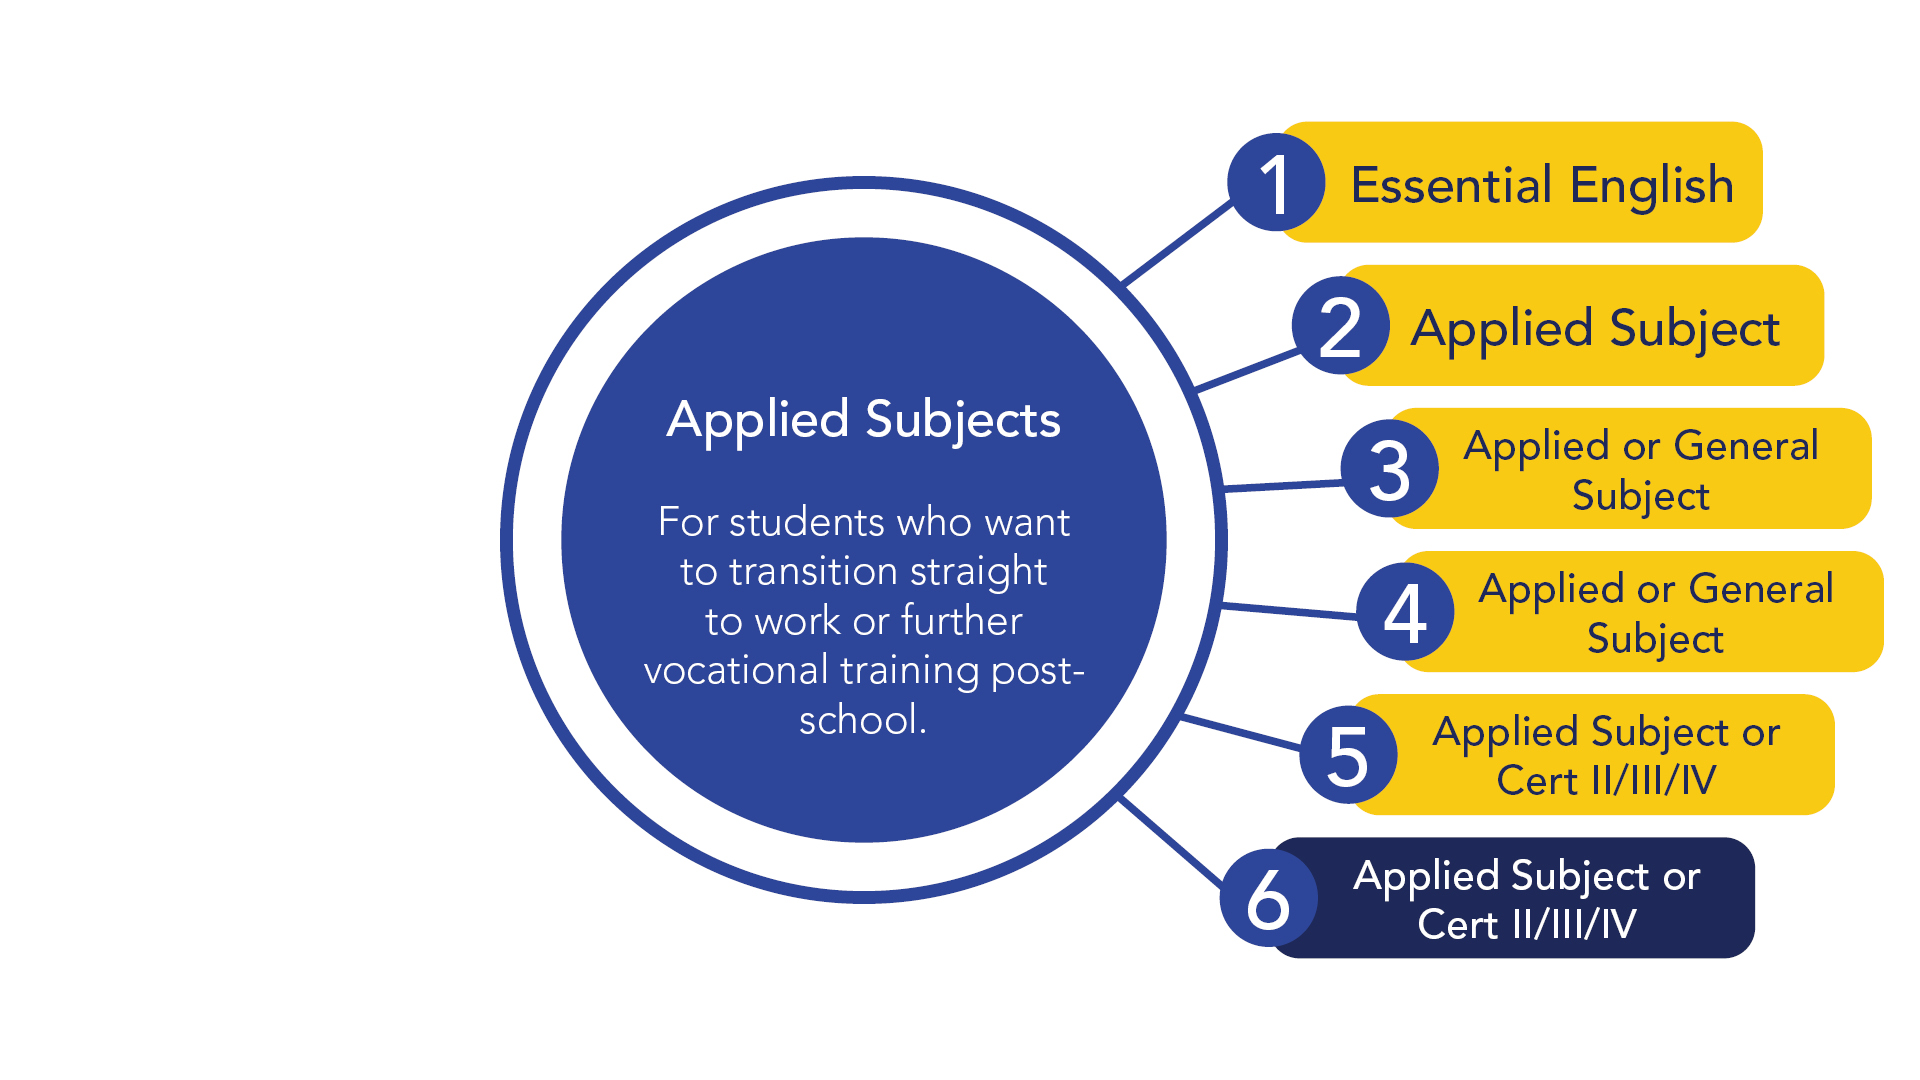 Applied Subjects
For students who want
to transition straight
to work or further
vocational training post-
school.
1 Essential English
2 Applied Subject
3 Applied or General
Subject
4 Applied or General
Subject
5 Applied Subject or
Cert II/III/IV
6 Applied Subject or
Cert II/III/IV